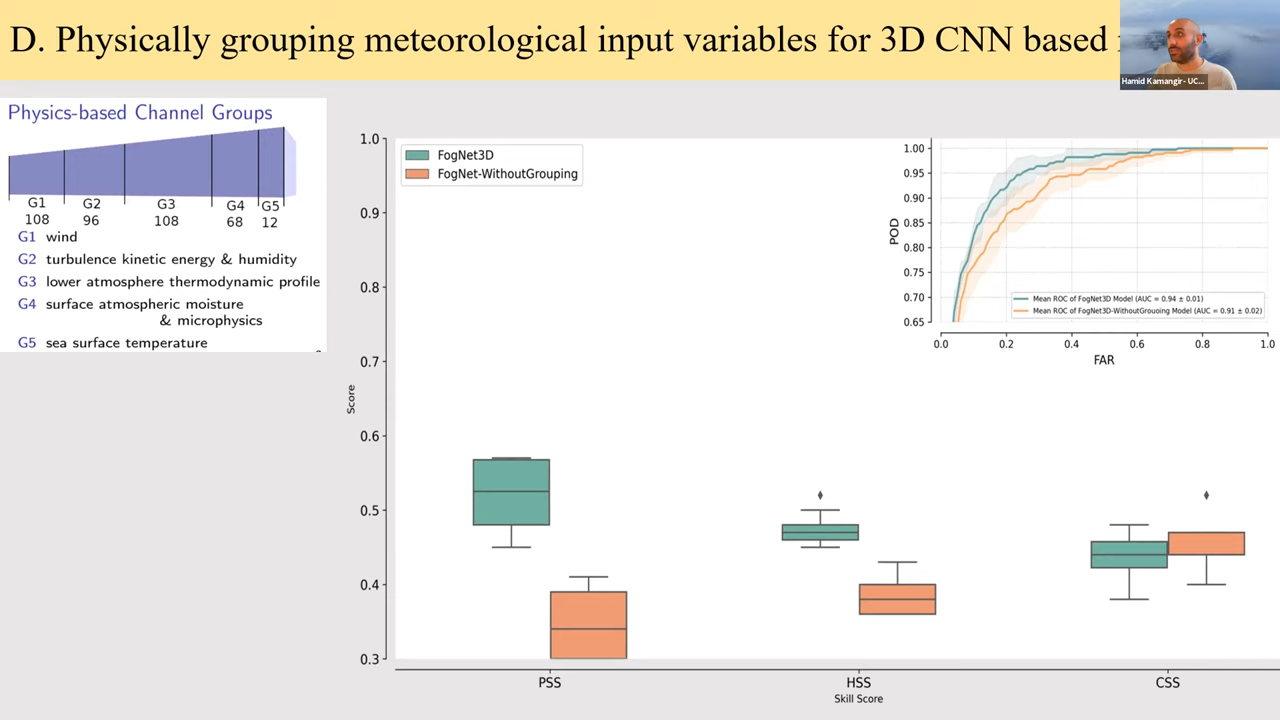 D. Physically grouping meteorological input variables for 3D CNN based
Hamid Kamangir- UC...
Physics-based Channel Groups
G1 G2 G3 G4 G5
108 96 108 68 12
G1 wind
G2 turbulence kinetic energy & humidity
G3 lower atmosphere thermodynamic profile
G4 surface atmospheric moisture
& microphysics
G5 sea surface temperature
FogNet3D
FogNet-WithoutGrouping
Score
1.0
0.9
0.8
0.7
0.6
0.5
0.4
0.3
PSS HSS CSS
Skill Score
POD
1.00
0.95
0.90
0.85
0.80
0.75
0.70
0.65
Mean ROC of FogNet3D Model (AUC = 0.94 ± 0.01)
Mean ROC of FogNet3D-WithoutGrouoing Model (AUC = 0.91 ± 0.02)
0.0 0.2 0.4 0.6 0.8 1.0
FAR